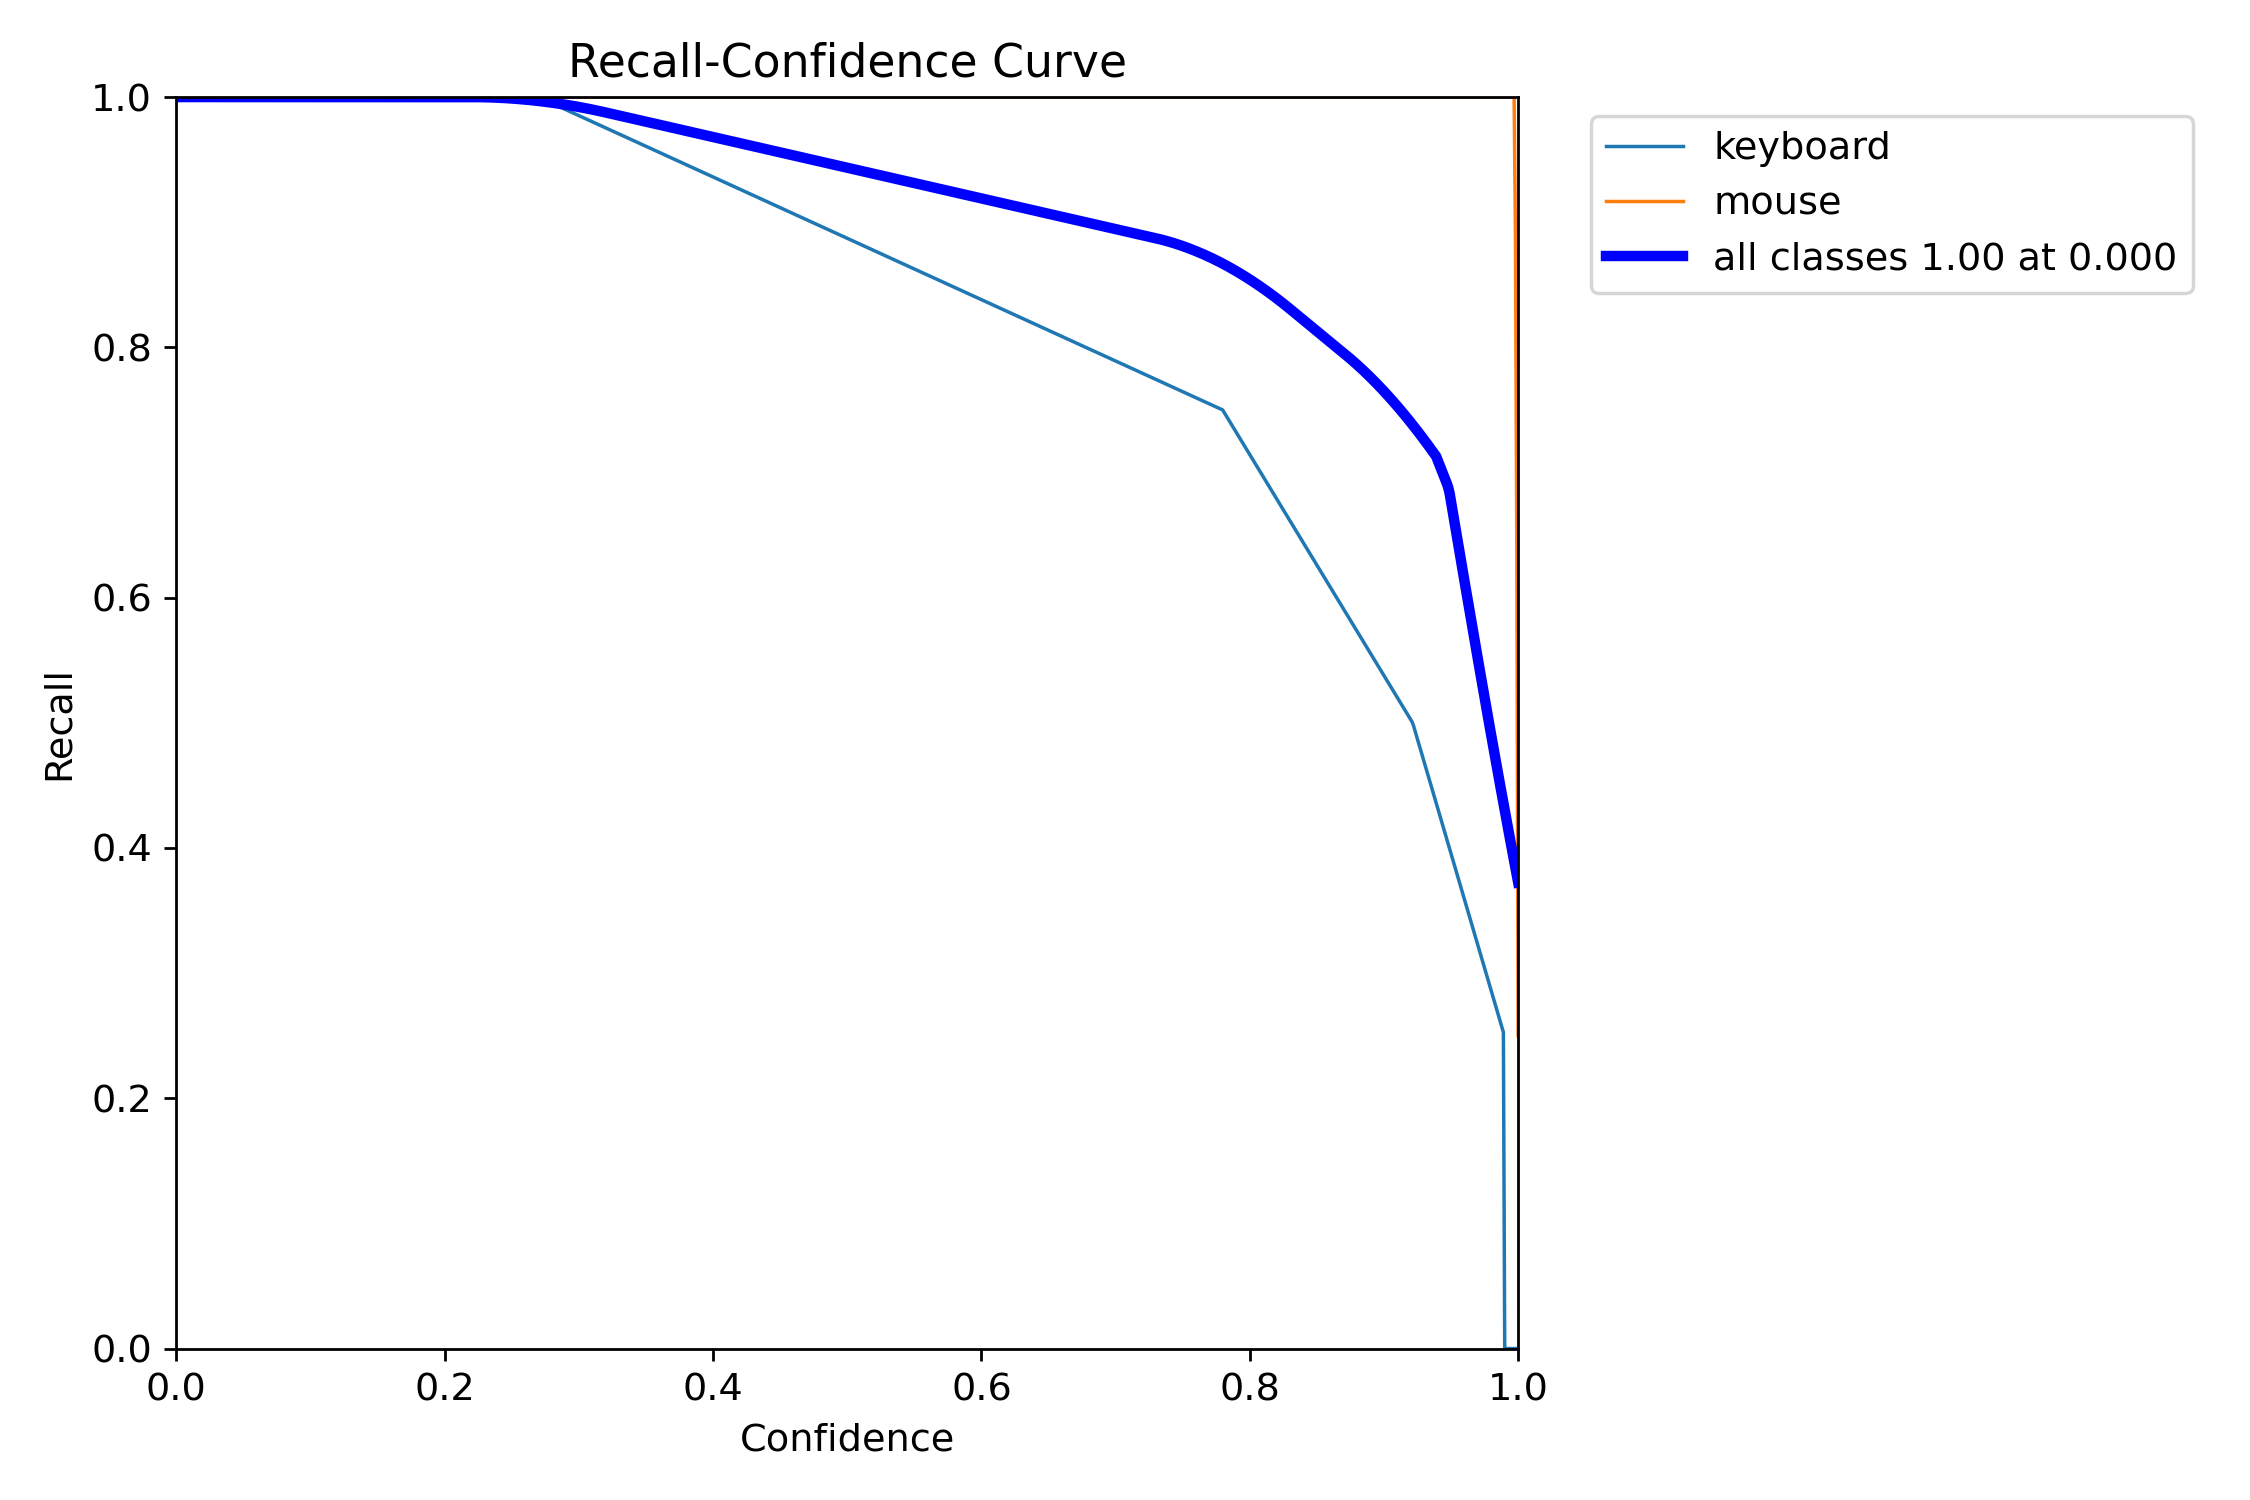 Recall-Confidence Curve
1.0
0.8
0.6
0.4
0.2
0.0
Recall
0.0 0.2 0.4 0.6 0.8 1.0
Confidence
keyboard
mouse
all classes 1.00 at 0.000